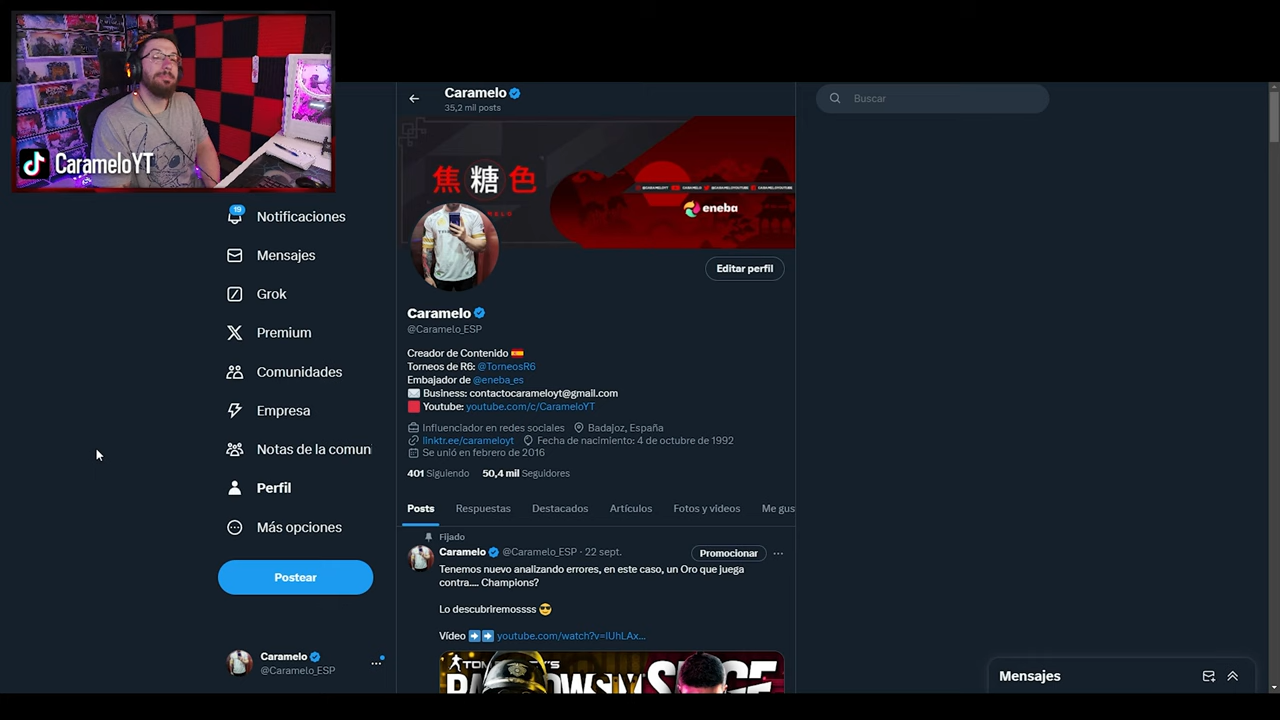 CarameloYT
19
Notificaciones
Mensajes
Grok
Premium
Comunidades
Empresa
Notas de la comun
Perfil
Más opciones
Postear
Caramelo
@Caramelo_ESP
Caramelo
35,2 mil posts
焦糖色
eneba
Editar perfil
Caramelo
@Caramelo_ESP
Creador de Contenido
Torneos de R6: @TorneosR6
Embajador de @eneba_es
Business: contactocarameloyt@gmail.com
Youtube: youtube.com/c/CarameloYT
Influenciador en redes sociales Badajoz, España
linktr.ee/carameloyt Fecha de nacimiento: 4 de octubre de 1992
Se unió en febrero de 2016
401 Siguiendo 50,4 mil Seguidores
Posts Respuestas Destacados Artículos Fotos y videos Me gus
Fijado
Caramelo @Caramelo_ESP · 22 sept. Promocionar
Tenemos nuevo analizando errores, en este caso, un Oro que juega
contra.... Champions?
Lo descubriremossss
Vídeo youtube.com/watch?v=lUhLAx...
Buscar
Mensajes